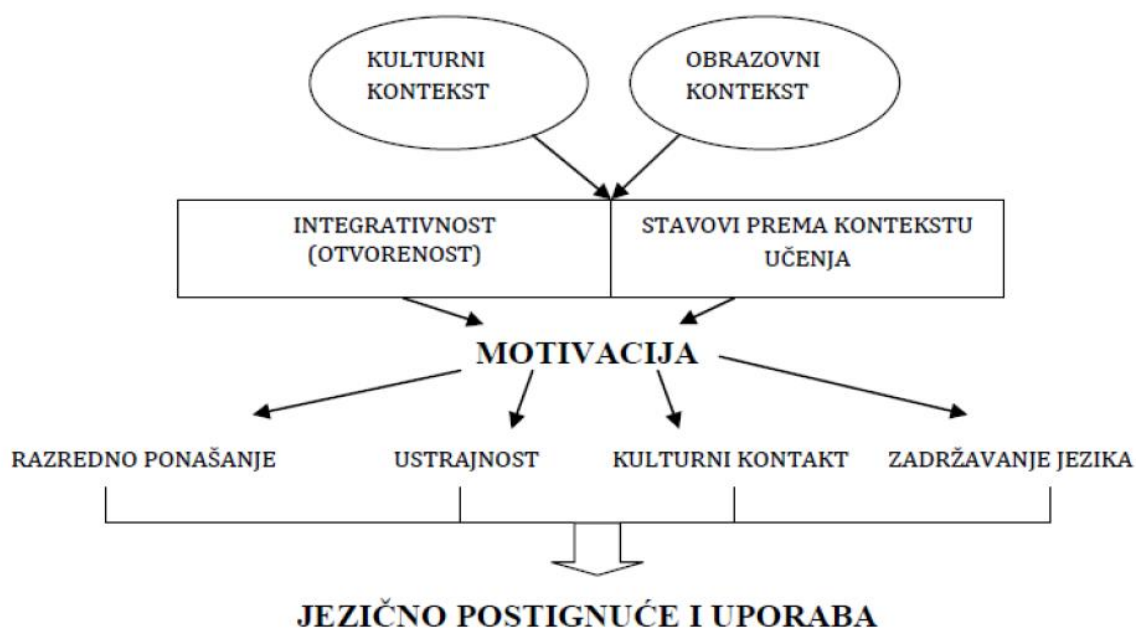 KULTURNI
KONTEKST
OBRAZOVNI
KONTEKST
INTEGRATIVNOST
(OTVORENOST)
STAVOVI PREMA KONTEKSTU
UČENJA
MOTIVACIJA
RAZREDNO PONAŠANJE
USTRAJNOST
KULTURNI KONTAKT
ZADRŽAVANJE JEZIKA
JEZIČNO POSTIGNUĆE I UPORABA